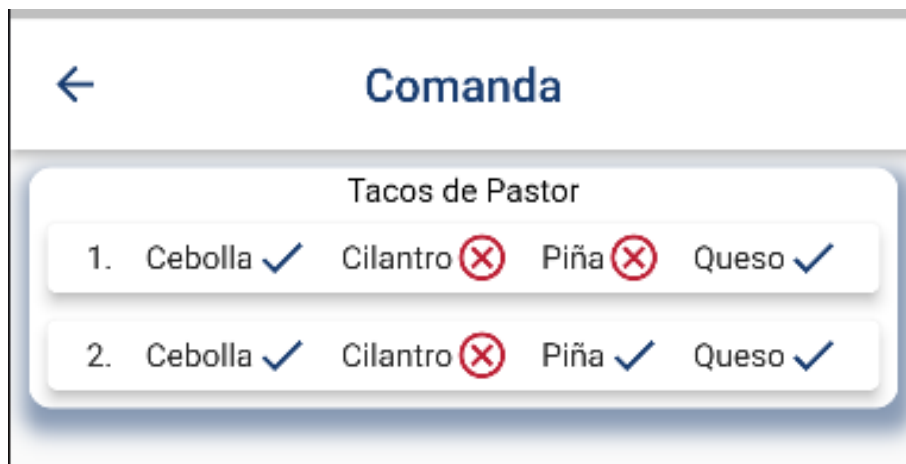 Comanda
Tacos de Pastor
1. Cebolla Cilantro Piña Queso
2. Cebolla Cilantro Piña Queso